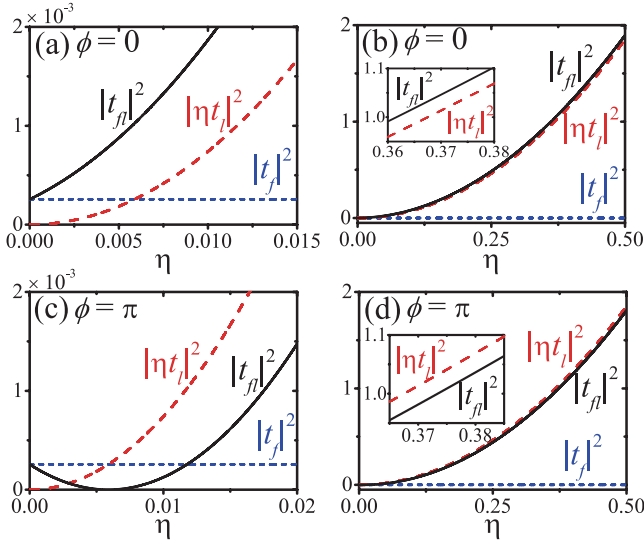 2 × 10⁻³
(a) ϕ = 0
|t_fl|²
|ηt_l|²
1
|t_f|²
0
0.000 0.005 0.010 0.015
η
2
(b) ϕ = 0
1.1
|t_fl|²
1.0
|ηt_l|²
0.36 0.37 0.38
|t_fl|²
|ηt_l|²
1
|t_f|²
0
0.00 0.25 0.50
η
2 × 10⁻³
(c) ϕ = π
|ηt_l|²
|t_fl|²
1
|t_f|²
0
0.00 0.01 0.02
η
2
(d) ϕ = π
1.1
|ηt_l|²
1.0
|t_fl|²
0.37 0.38
|ηt_l|²
|t_fl|²
1
|t_f|²
0
0.00 0.25 0.50
η